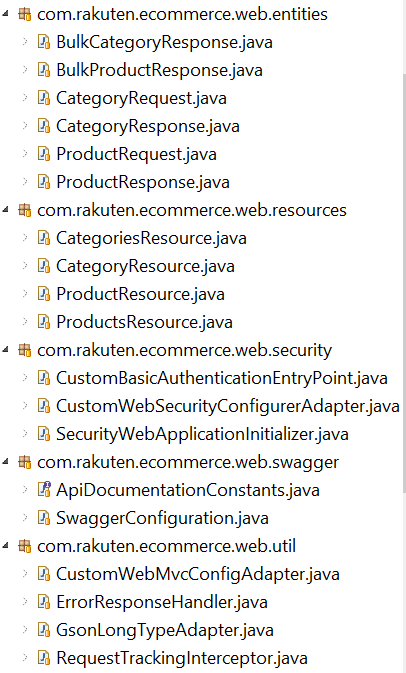 com.rakuten.ecommerce.web.entities
BulkCategoryResponse.java
BulkProductResponse.java
CategoryRequest.java
CategoryResponse.java
ProductRequest.java
ProductResponse.java
com.rakuten.ecommerce.web.resources
CategoriesResource.java
CategoryResource.java
ProductResource.java
ProductsResource.java
com.rakuten.ecommerce.web.security
CustomBasicAuthenticationEntryPoint.java
CustomWebSecurityConfigurerAdapter.java
SecurityWebApplicationInitializer.java
com.rakuten.ecommerce.web.swagger
ApiDocumentationConstants.java
SwaggerConfiguration.java
com.rakuten.ecommerce.web.util
CustomWebMvcConfigAdapter.java
ErrorResponseHandler.java
GsonLongTypeAdapter.java
RequestTrackingInterceptor.java